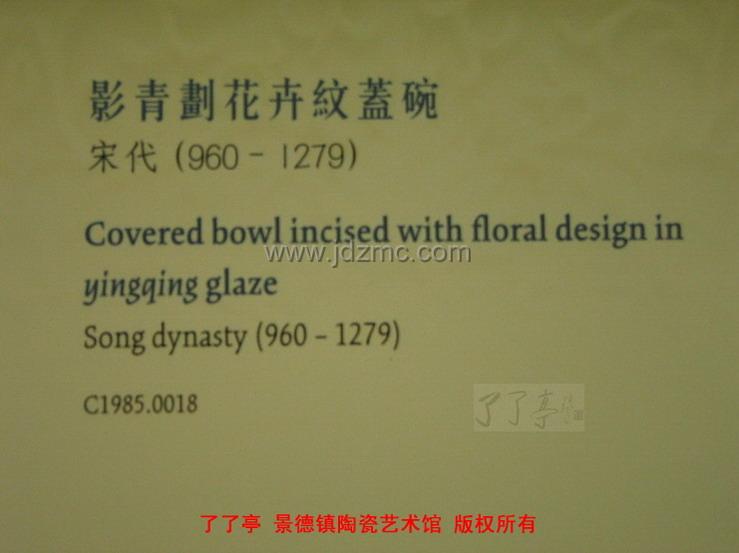 影青劃花卉紋蓋碗
宋代 (960 - 1279)
Covered bowl incised with floral design in
www.jdzmc.com
yingqing glaze
Song dynasty (960 – 1279)
C1985.0018
了了亭
了了亭 景德镇陶瓷艺术馆 版权所有